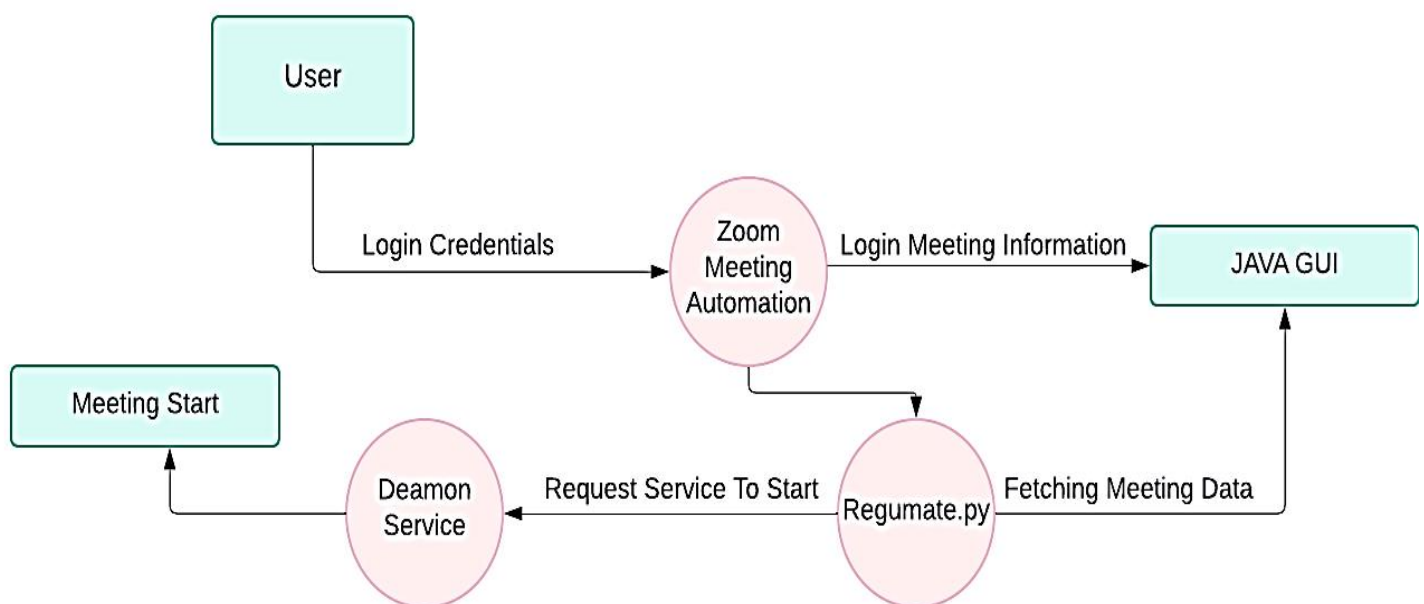 User
Login Credentials
Zoom
Meeting
Automation
Login Meeting Information
JAVA GUI
Meeting Start
Deamon
Service
Request Service To Start
Regumate.py
Fetching Meeting Data